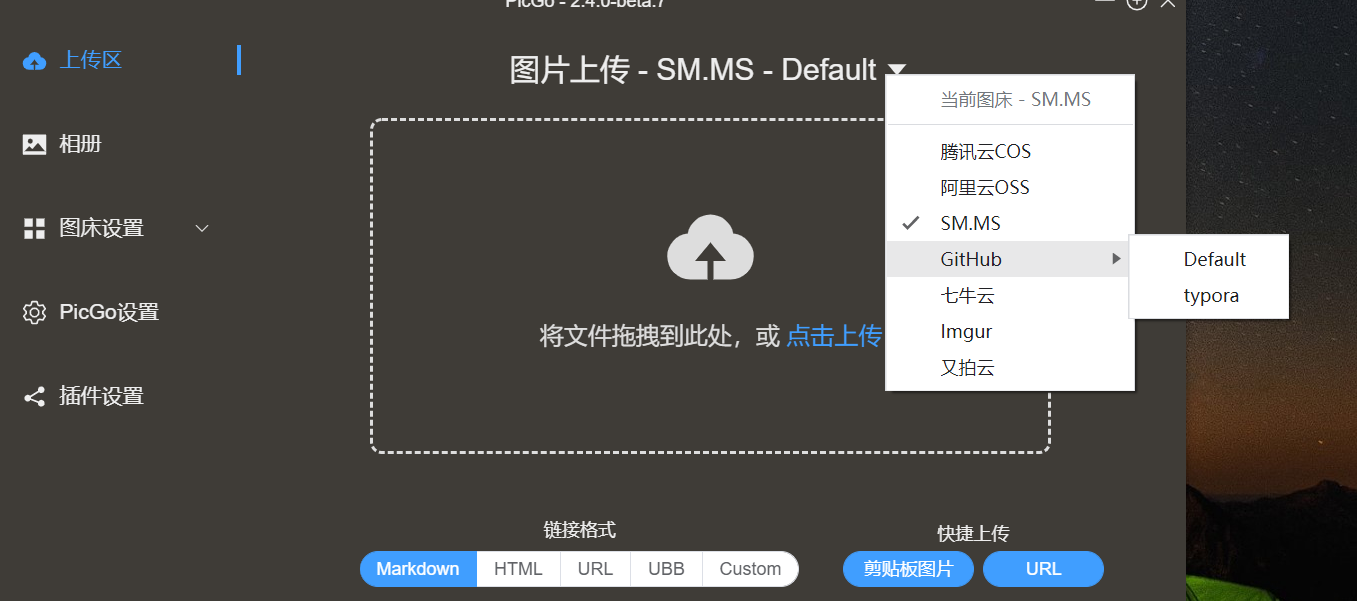 PicGo - 2.4.0-beta.7
上传区
相册
图床设置
PicGo设置
插件设置
图片上传 - SM.MS - Default
当前图床 - SM.MS
腾讯云COS
阿里云OSS
SM.MS
GitHub
七牛云
Imgur
又拍云
Default
typora
将文件拖拽到此处，或 点击上传
链接格式
Markdown HTML URL UBB Custom
快捷上传
剪贴板图片 URL